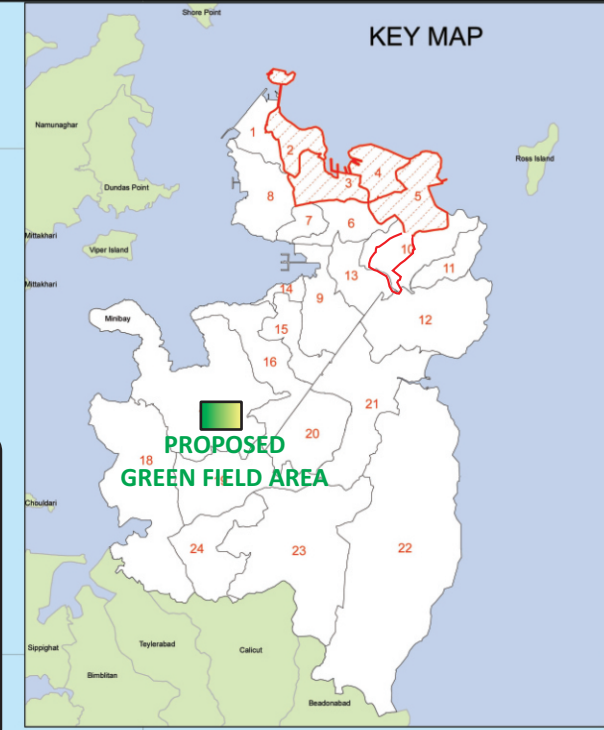 Shore Point
KEY MAP
Namunaghar
1
2
Ross Island
3
4
Dundas Point
5
8
7
6
Mittakhari
Viper Island
10
11
13
Mittakhari
14
9
Minibay
12
15
16
21
20
PROPOSED
GREEN FIELD AREA
18
Chouldari
24
23
22
Sippighat
Teylerabad
Calicut
Bimblitan
Beadonabad